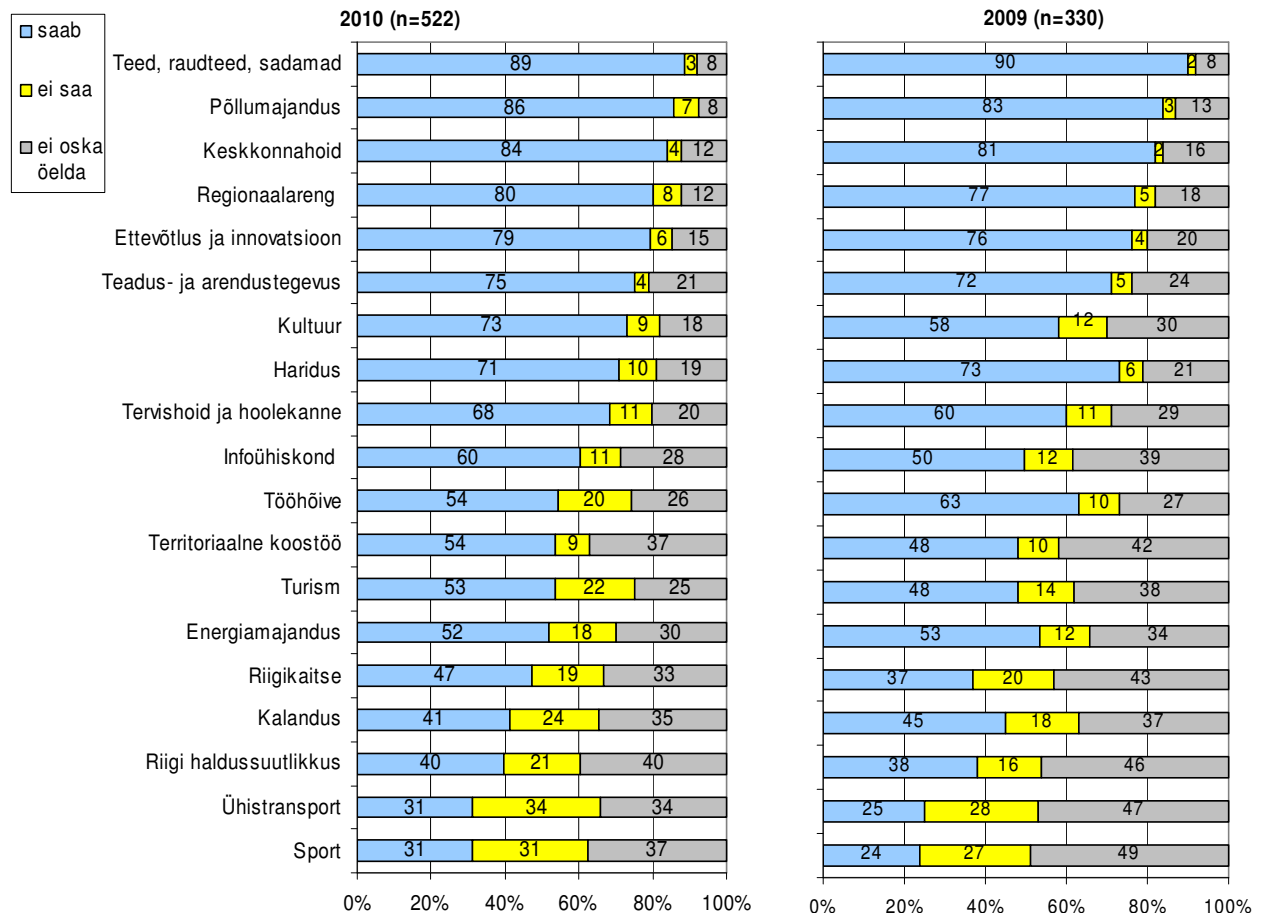 saab
ei saa
ei oska
öelda
2010 (n=522)
2009 (n=330)
Teed, raudteed, sadamad 89 3 8 90 2 8
Põllumajandus 86 7 8 83 3 13
Keskkonnahoid 84 4 12 81 2 16
Regionaalareng 80 8 12 77 5 18
Ettevõtlus ja innovatsioon 79 6 15 76 4 20
Teadus- ja arendustegevus 75 4 21 72 5 24
Kultuur 73 9 18 58 12 30
Haridus 71 10 19 73 6 21
Tervishoid ja hoolekanne 68 11 20 60 11 29
Infoühiskond 60 11 28 50 12 39
Tööhõive 54 20 26 63 10 27
Territoriaalne koostöö 54 9 37 48 10 42
Turism 53 22 25 48 14 38
Energiamajandus 52 18 30 53 12 34
Riigikaitse 47 19 33 37 20 43
Kalandus 41 24 35 45 18 37
Riigi haldussuutlikkus 40 21 40 38 16 46
Ühistransport 31 34 34 25 28 47
Sport 31 31 37 24 27 49
0% 20% 40% 60% 80% 100% 0% 20% 40% 60% 80% 100%